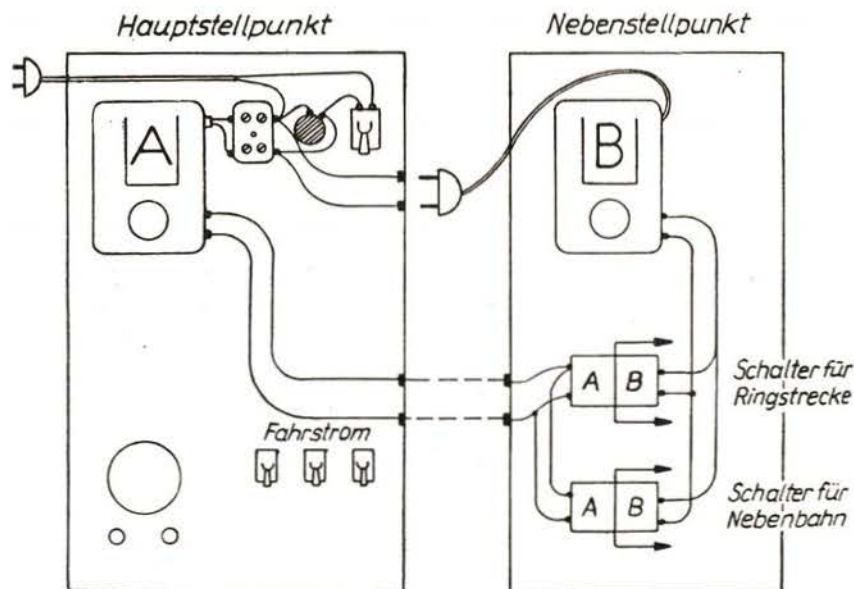 Hauptstellpunkt
Nebenstellpunkt
A
B
A B
Schalter für
Ringstrecke
Fahrstrom
A B
Schalter für
Nebenbahn